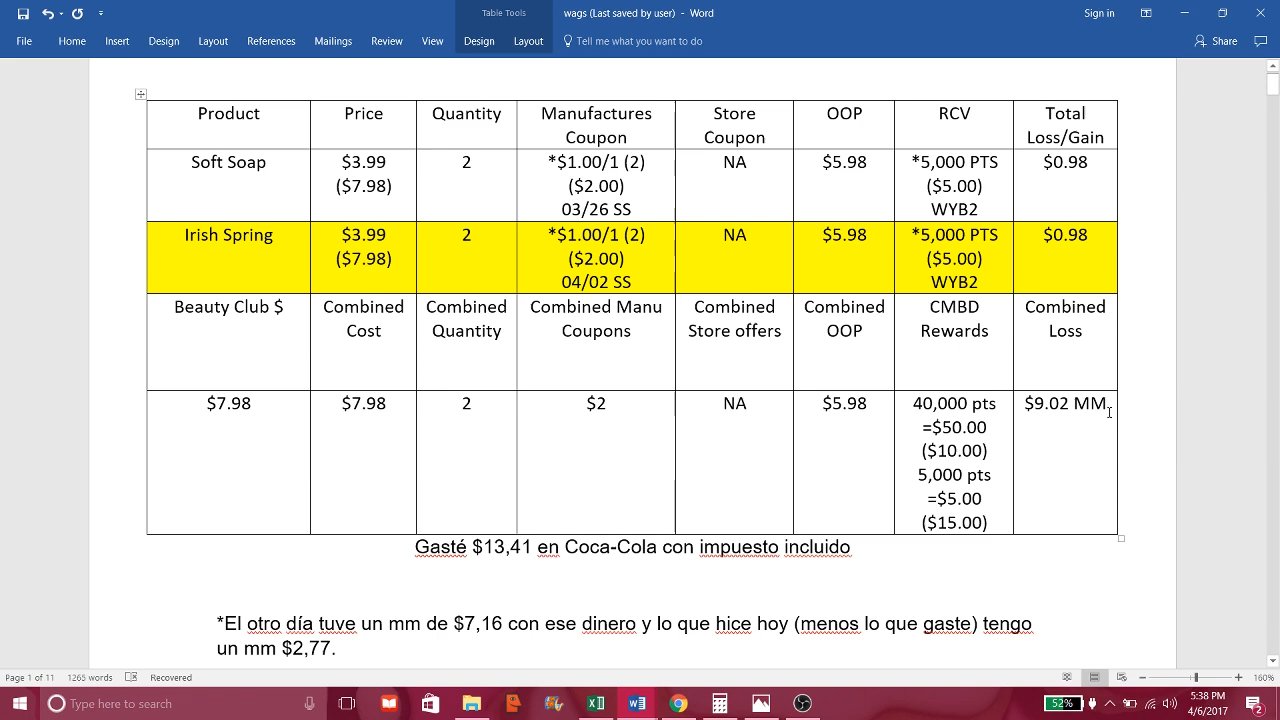 Table Tools
wags (Last saved by user) - Word
Sign in
File Home Insert Design Layout References Mailings Review View Design Layout Tell me what you want to do Share
Product Price Quantity Manufactures Coupon Store Coupon OOP RCV Total Loss/Gain
Soft Soap $3.99 ($7.98) 2 *$1.00/1 (2) ($2.00) 03/26 SS NA $5.98 *5,000 PTS ($5.00) WYB2 $0.98
Irish Spring $3.99 ($7.98) 2 *$1.00/1 (2) ($2.00) 04/02 SS NA $5.98 *5,000 PTS ($5.00) WYB2 $0.98
Beauty Club $ Combined Cost Combined Quantity Combined Manu Coupons Combined Store offers Combined OOP CMBD Rewards Combined Loss
$7.98 $7.98 2 $2 NA $5.98 40,000 pts =$50.00 ($10.00) 5,000 pts =$5.00 ($15.00) $9.02 MM
Gasté $13,41 en Coca-Cola con impuesto incluido
*El otro día tuve un mm de $7,16 con ese dinero y lo que hice hoy (menos lo que gaste) tengo
un mm $2,77.
Page 1 of 11 1265 words Recovered 160%
Type here to search
52%
5:38 PM
4/6/2017
2